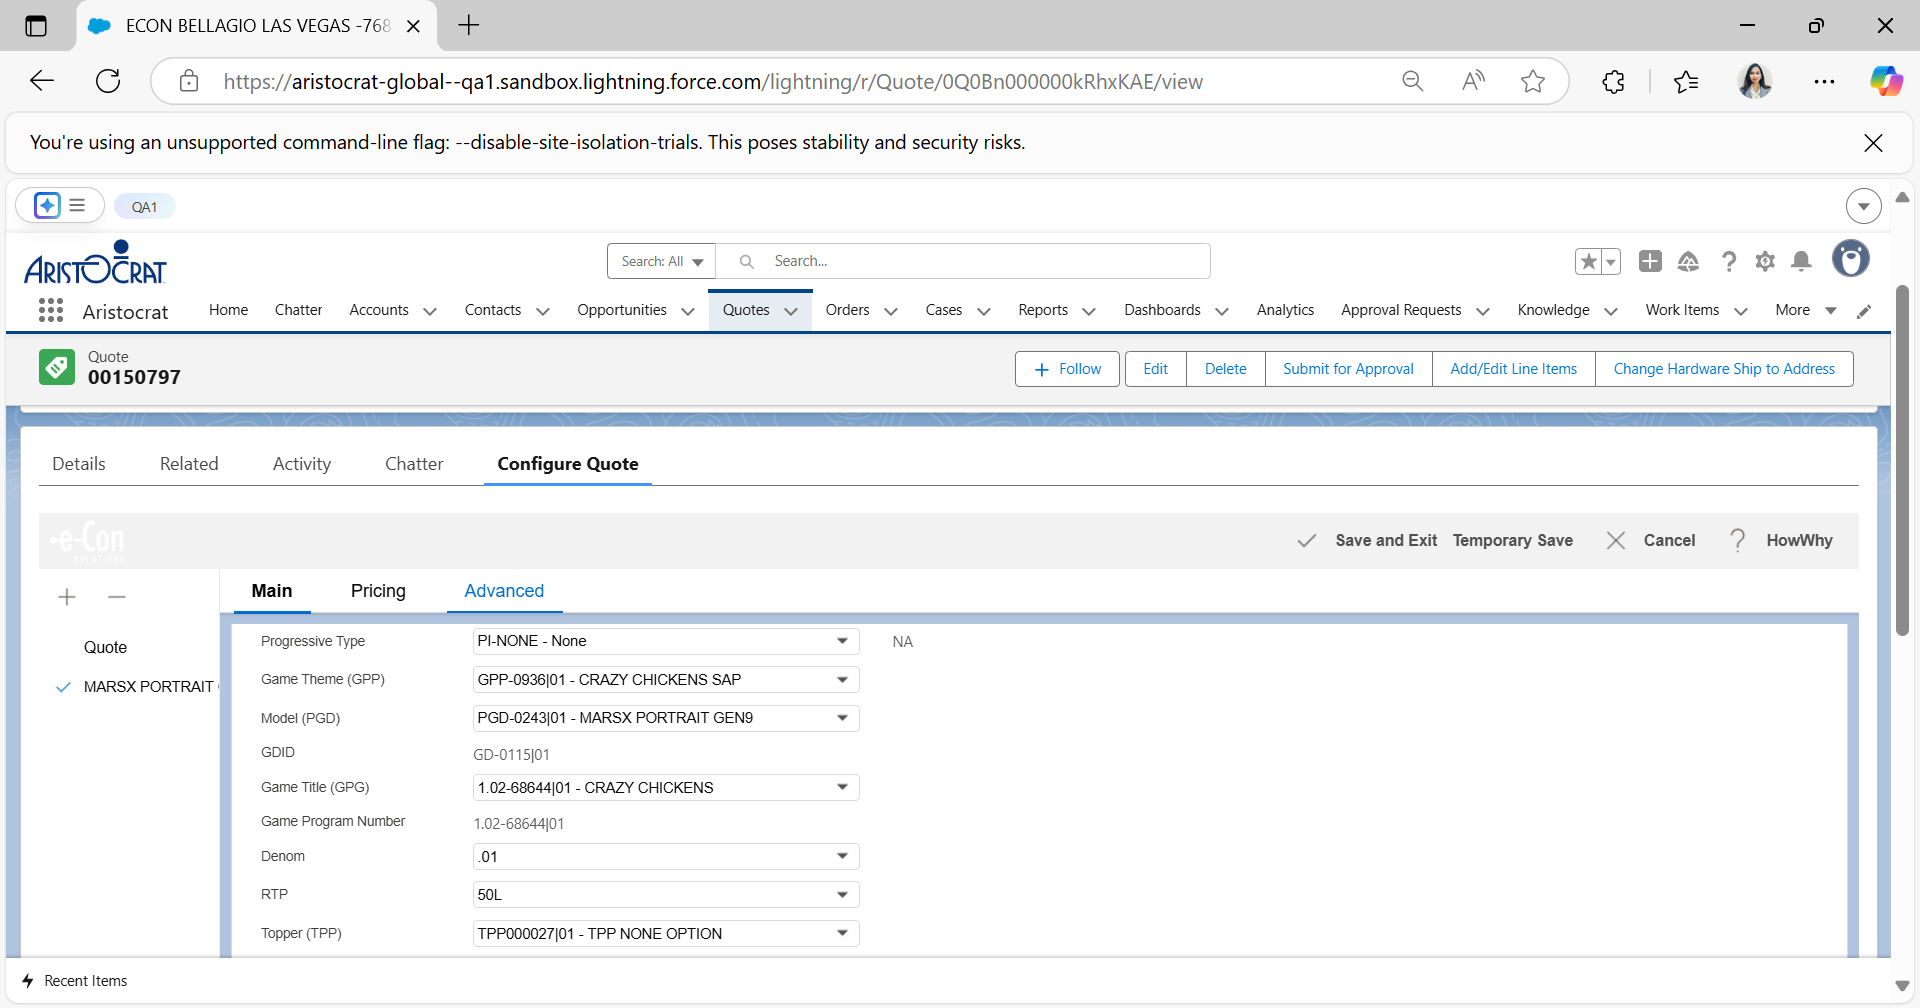 ECON BELLAGIO LAS VEGAS -768
https://aristocrat-global--qa1.sandbox.lightning.force.com/lightning/r/Quote/0Q0Bn000000kRhxKAE/view
You're using an unsupported command-line flag: --disable-site-isolation-trials. This poses stability and security risks.
QA1
ARISTOCRAT
Search: All
Search...
Aristocrat Home Chatter Accounts Contacts Opportunities Quotes Orders Cases Reports Dashboards Analytics Approval Requests Knowledge Work Items More
Quote
00150797
Follow Edit Delete Submit for Approval Add/Edit Line Items Change Hardware Ship to Address
Details Related Activity Chatter Configure Quote
e-Con
SOLUTIONS
Save and Exit Temporary Save Cancel ? HowWhy
Main Pricing Advanced
Quote
MARSX PORTRAIT
Progressive Type PI-NONE - None NA
Game Theme (GPP) GPP-0936|01 - CRAZY CHICKENS SAP
Model (PGD) PGD-0243|01 - MARSX PORTRAIT GEN9
GDID GD-0115|01
Game Title (GPG) 1.02-68644|01 - CRAZY CHICKENS
Game Program Number 1.02-68644|01
Denom .01
RTP 50L
Topper (TPP) TPP000027|01 - TPP NONE OPTION
Recent Items